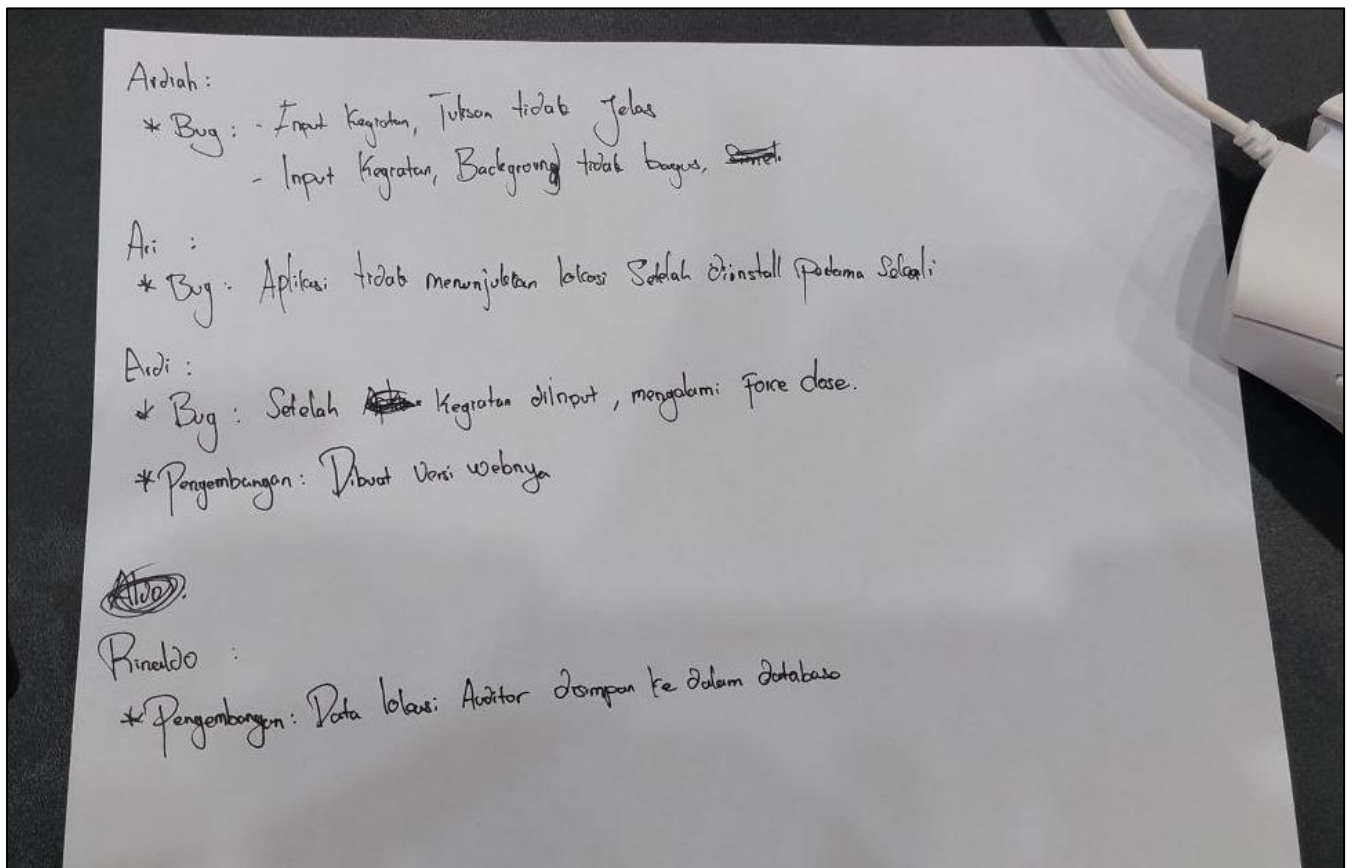 Ardiah :
* Bug : - Input Kegiatan, Tulisan tidak Jelas
- Input Kegiatan, Background tidak bagus,
Ari :
* Bug : Aplikasi tidak menunjukkan lokasi Setelah diinstall Pertama Sekali
Ardi :
* Bug : Setelah Kegiatan diInput , mengalami Force close.
* Pengembangan : Dibuat Versi webnya
Rinaldo :
* Pengembangan : Data lokasi Auditor disimpan ke dalam database